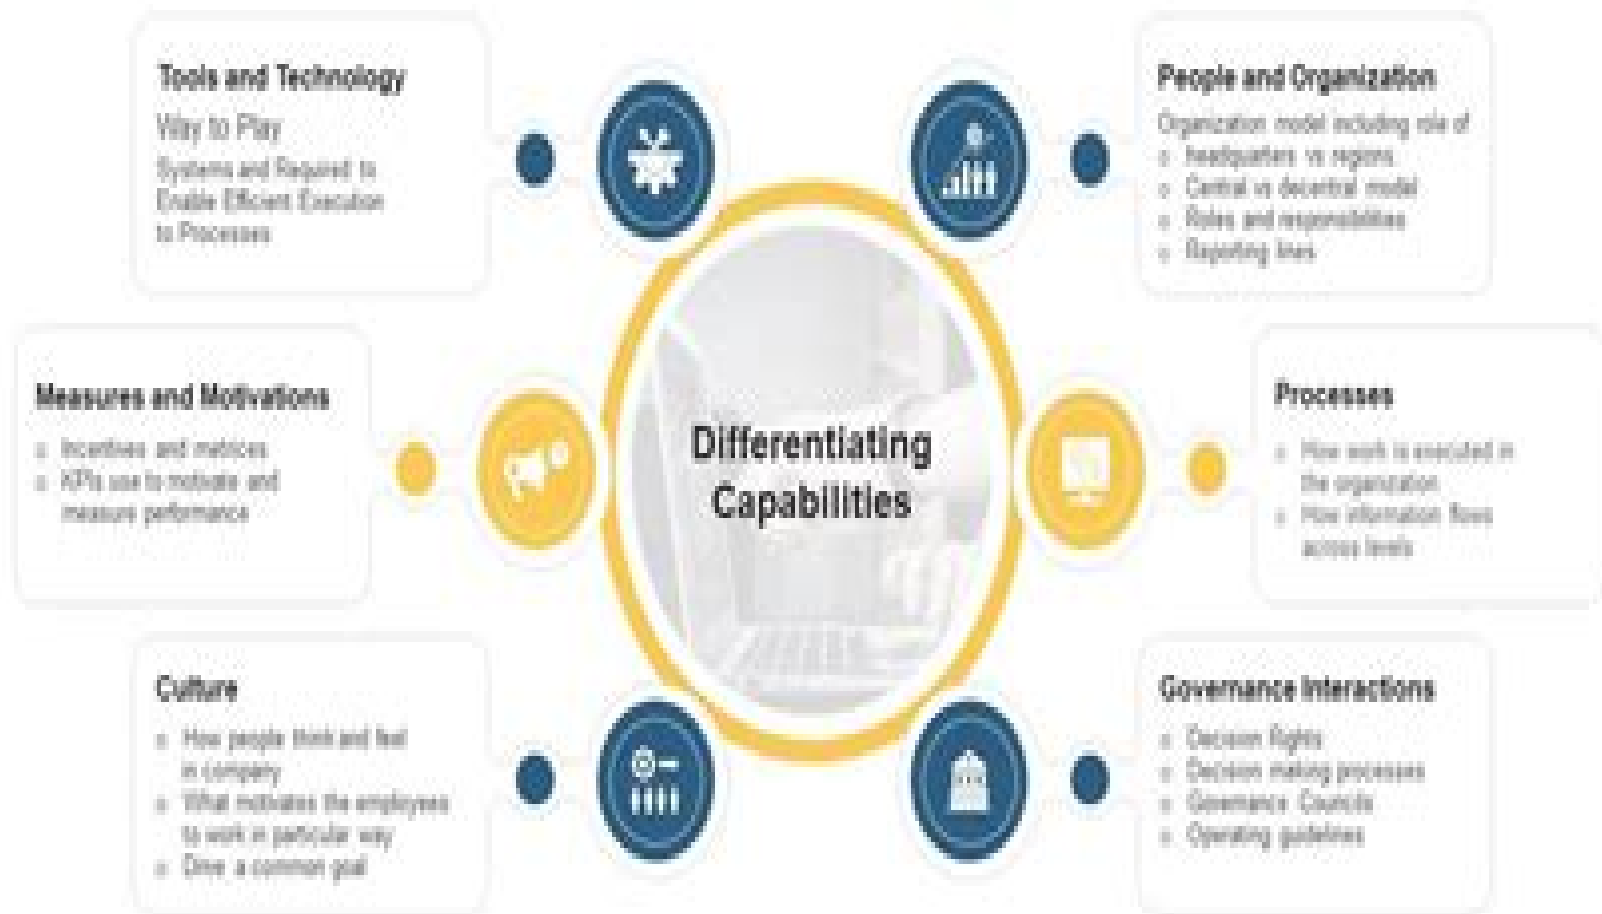 Tools and Technology
Way to Play
Systems and Required to
Enable Efficient Execution
to Processes
People and Organization
Organization model including role of
headquarters vs regions.
Central vs decentral model
Roles and responsibilities
Reporting lines
Measures and Motivations
Incentives and metrices
KPIs use to motivate and
measure performance
Differentiating
Capabilities
Processes
How work is executed in
the organization
How information flows
across levels
Culture
How people think and feel
in company
What motivates the employees
to work in particular way
Drive a common goal
Governance Interactions
Decision Rights
Decision making processes
Governance Councils
Operating guidelines